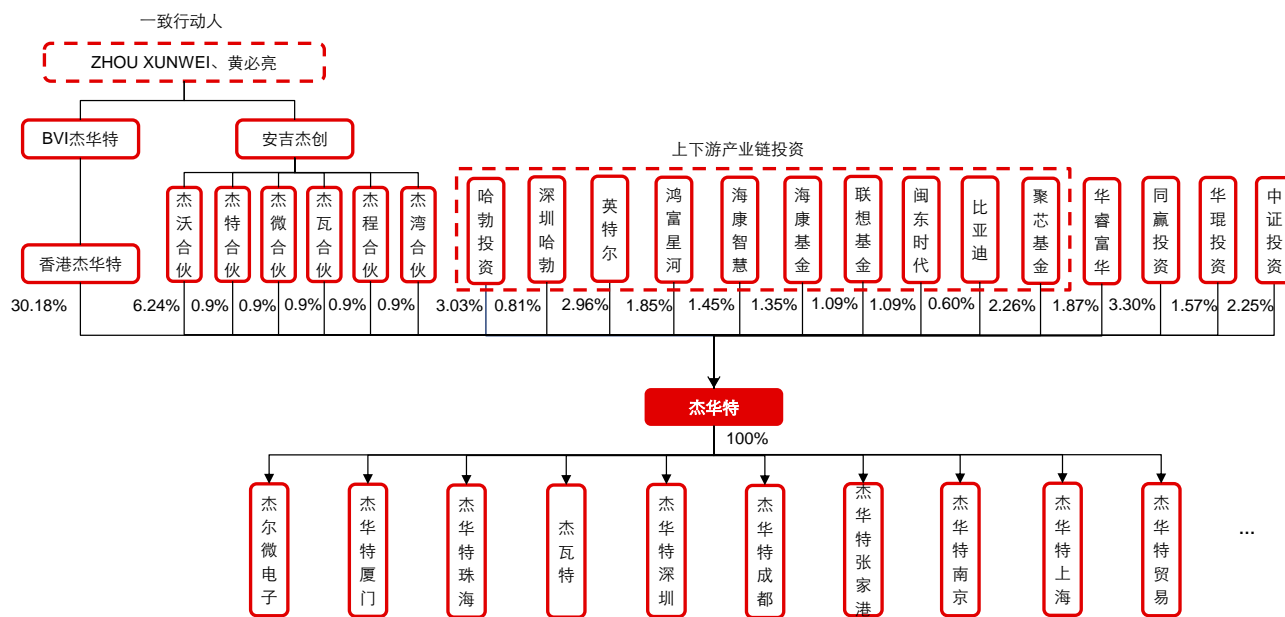 一致行动人
ZHOU XUNWEI、黄必亮
BVI杰华特
安吉杰创
上下游产业链投资
杰沃合伙
杰特合伙
杰微合伙
杰瓦合伙
杰程合伙
杰湾合伙
哈勃投资
深圳哈勃
英特尔
鸿富星河
海康智慧
海康基金
联想基金
闽东时代
比亚迪
聚芯基金
华睿富华
同赢投资
华琨投资
中证投资
香港杰华特
30.18%
6.24%
0.9%
0.9%
0.9%
0.9%
0.9%
3.03%
0.81%
2.96%
1.85%
1.45%
1.35%
1.09%
1.09%
0.60%
2.26%
1.87%
3.30%
1.57%
2.25%
杰华特
100%
杰尔微电子
杰华特厦门
杰华特珠海
杰瓦特
杰华特深圳
杰华特成都
杰华特张家港
杰华特南京
杰华特上海
杰华特贸易
...